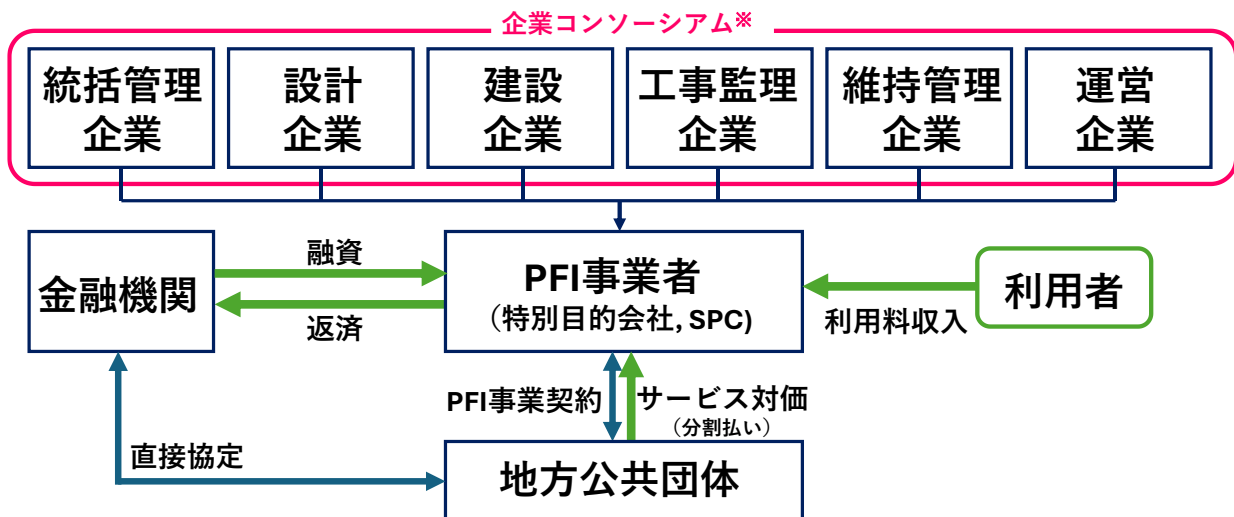 企業コンソーシアム※
統括管理
企業
設計
企業
建設
企業
工事監理
企業
維持管理
企業
運営
企業
金融機関
融資
返済
PFI事業者
（特別目的会社, SPC)
利用料収入
利用者
PFI事業契約
サービス対価
（分割払い）
直接協定
地方公共団体